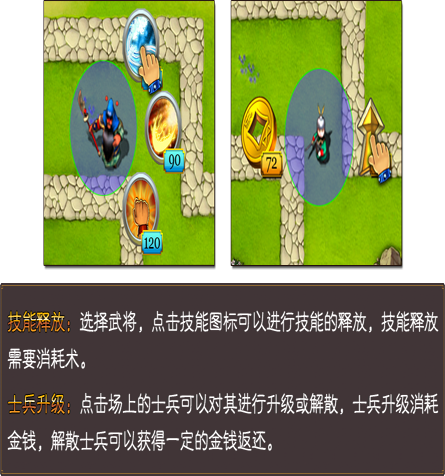 90
120
72
技能释放：选择武将，点击技能图标可以进行技能的释放，技能释放
需要消耗术。
士兵升级：点击场上的士兵可以对其进行升级或解散，士兵升级消耗
金钱，解散士兵可以获得一定的金钱返还。